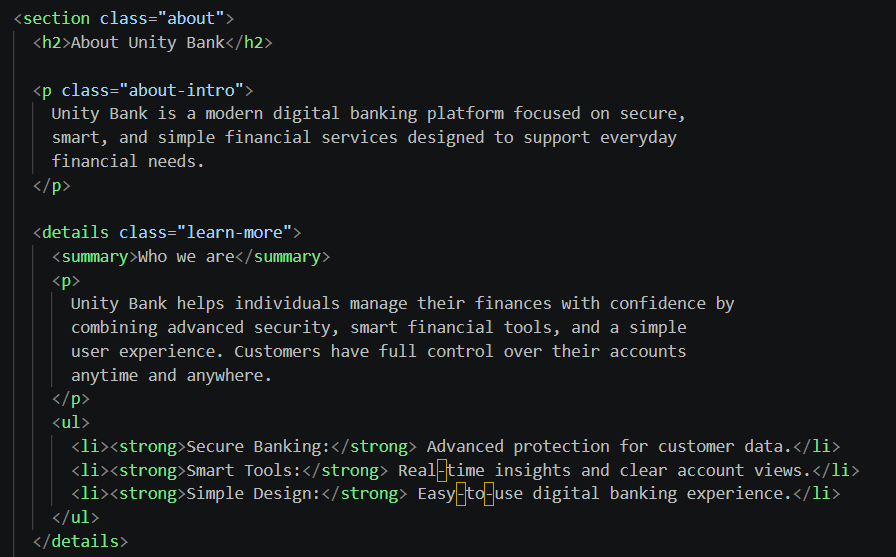 <section class="about">
<h2>About Unity Bank</h2>
<p class="about-intro">
Unity Bank is a modern digital banking platform focused on secure,
smart, and simple financial services designed to support everyday
financial needs.
</p>
<details class="learn-more">
<summary>Who we are</summary>
<p>
Unity Bank helps individuals manage their finances with confidence by
combining advanced security, smart financial tools, and a simple
user experience. Customers have full control over their accounts
anytime and anywhere.
</p>
<ul>
<li><strong>Secure Banking:</strong> Advanced protection for customer data.</li>
<li><strong>Smart Tools:</strong> Real‑time insights and clear account views.</li>
<li><strong>Simple Design:</strong> Easy‑to‑use digital banking experience.</li>
</ul>
</details>